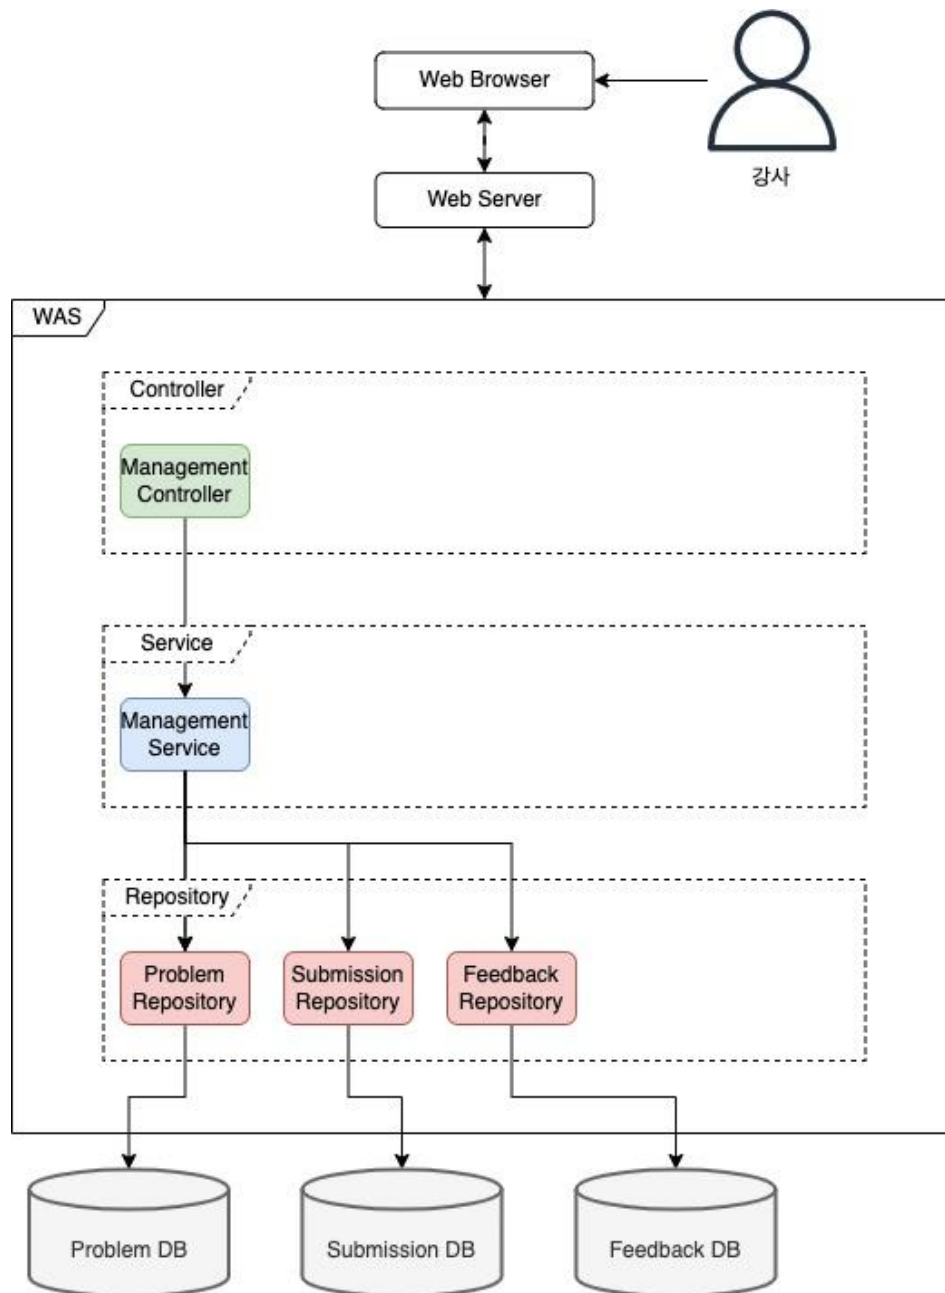 Web Browser
강사
Web Server
WAS
Controller
Management
Controller
Service
Management
Service
Repository
Problem
Repository
Submission
Repository
Feedback
Repository
Problem DB
Submission DB
Feedback DB